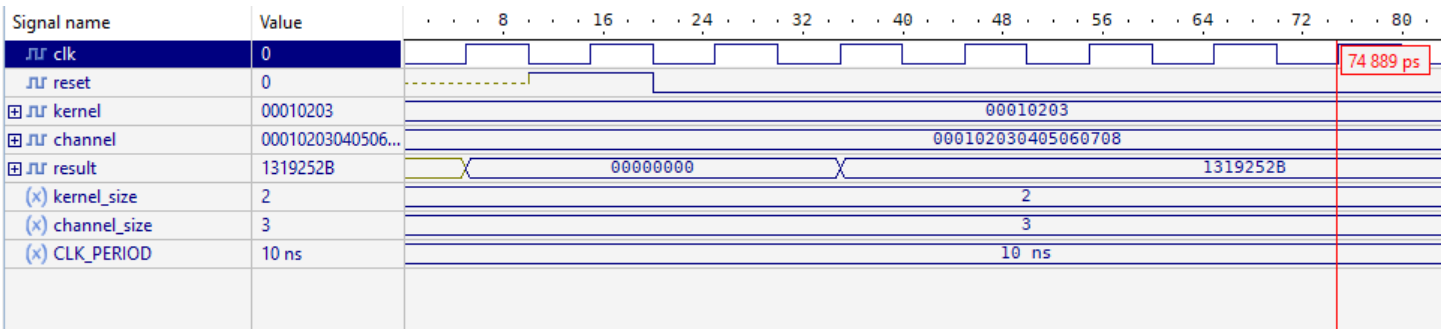 Signal name Value 8 16 24 32 40 48 56 64 72 80
clk 0 74 889 ps
reset 0
kernel 00010203 00010203
channel 00010203040506... 000102030405060708
result 1319252B 00000000 1319252B
(x) kernel_size 2 2
(x) channel_size 3 3
(x) CLK_PERIOD 10 ns 10 ns